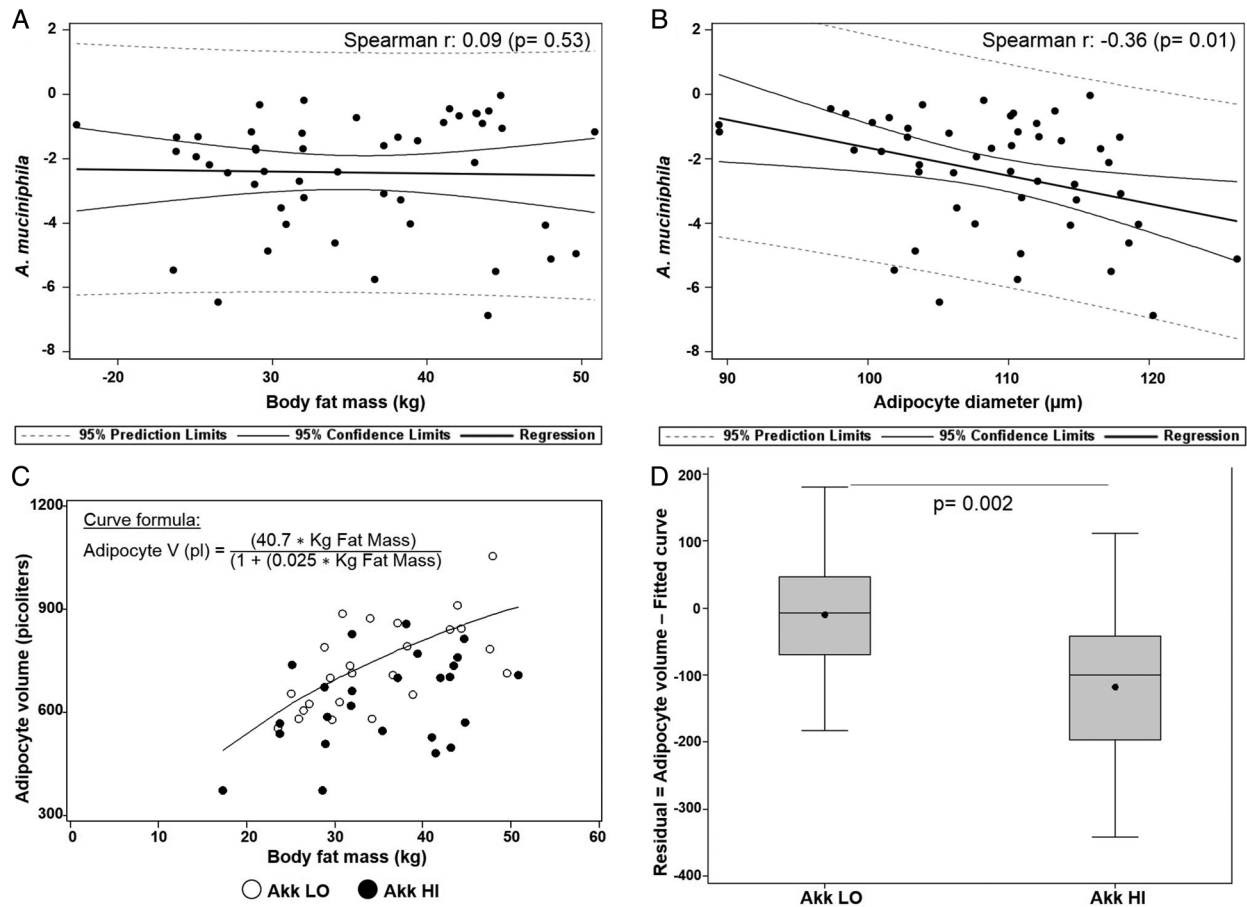 A
Spearman r: 0.09 (p= 0.53)
2
0
-2
-4
-6
-8
A. muciniphila
-20
30
40
50
Body fat mass (kg)
95% Prediction Limits
95% Confidence Limits
Regression
B
Spearman r: -0.36 (p= 0.01)
2
0
-2
-4
-6
-8
A. muciniphila
90
100
110
120
Adipocyte diameter (µm)
95% Prediction Limits
95% Confidence Limits
Regression
C
Curve formula:
Adipocyte V (pl) = (40.7 * Kg Fat Mass)
(1 + (0.025 * Kg Fat Mass)
1200
900
600
300
Adipocyte volume (picoliters)
0
10
20
30
40
50
60
Body fat mass (kg)
Akk LO
Akk HI
D
p= 0.002
200
100
0
-100
-200
-300
-400
Residual = Adipocyte volume – Fitted curve
Akk LO
Akk HI